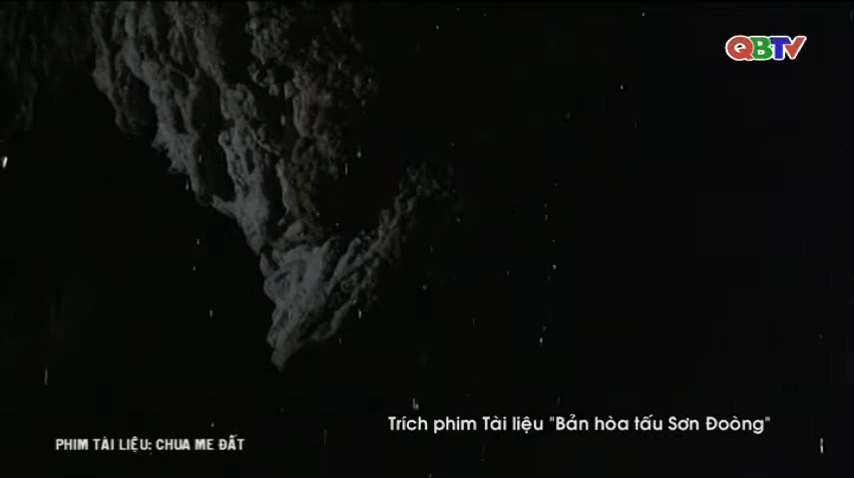 QBTV
Trích phim Tài liệu "Bản hòa tấu Sơn Đoòng"
PHIM TÀI LIỆU: CHUA ME ĐẤT